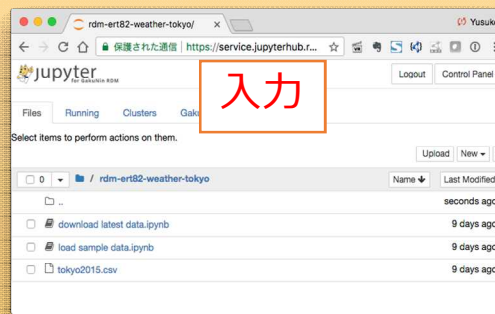 rdm-ert82-weather-tokyo/
Yusuk
保護された通信 | https://service.jupyterhub.r...
jupyter
for GakuNin RDM
入力
Logout Control Panel
Files Running Clusters Gaku
Select items to perform actions on them.
Upload New
0 / rdm-ert82-weather-tokyo Name Last Modified
.. seconds ago
download latest data.ipynb 9 days ago
load sample data.ipynb 9 days ago
tokyo2015.csv 9 days ago